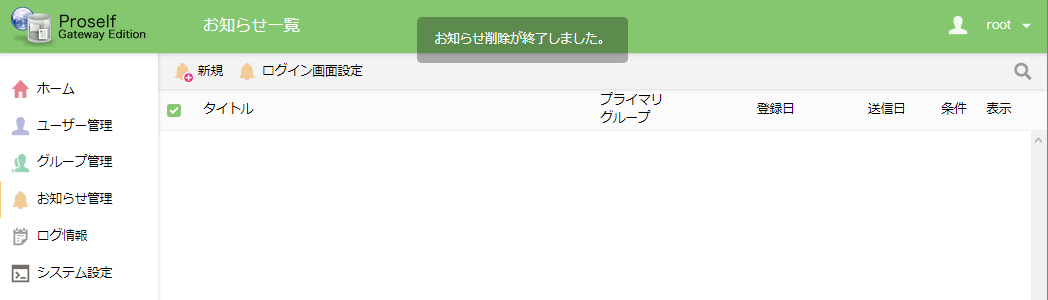 Proself
Gateway Edition
お知らせ一覧
お知らせ削除が終了しました。
root
ホーム
ユーザー管理
グループ管理
お知らせ管理
ログ情報
システム設定
新規
ログイン画面設定
タイトル
プライマリ
グループ
登録日
送信日
条件
表示